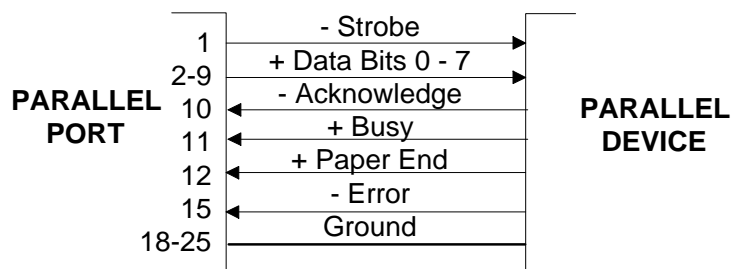 - Strobe
1
+ Data Bits 0 - 7
2-9
- Acknowledge
PARALLEL
PORT
10
PARALLEL
DEVICE
+ Busy
11
+ Paper End
12
- Error
15
Ground
18-25